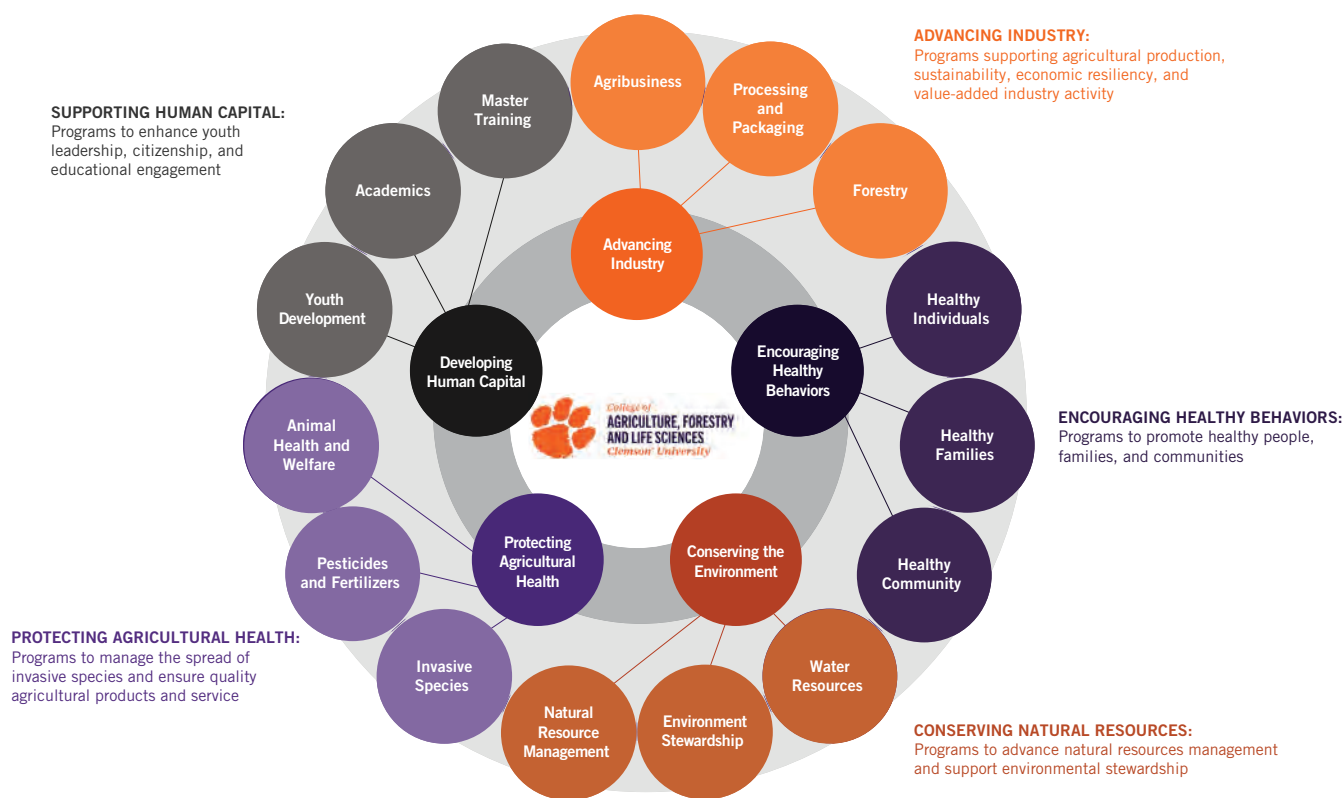 ADVANCING INDUSTRY:
Programs supporting agricultural production,
sustainability, economic resiliency, and
value-added industry activity
SUPPORTING HUMAN CAPITAL:
Programs to enhance youth
leadership, citizenship, and
educational engagement
Agribusiness
Processing
and
Packaging
Master
Training
Academics
Forestry
Advancing
Industry
Youth
Development
Healthy
Individuals
Developing
Human Capital
Encouraging
Healthy
Behaviors
College of
AGRICULTURE, FORESTRY
AND LIFE SCIENCES
Clemson University
Animal
Health and
Welfare
Healthy
Families
ENCOURAGING HEALTHY BEHAVIORS:
Programs to promote healthy people,
families, and communities
Protecting
Agricultural
Health
Conserving the
Environment
Pesticides
and Fertilizers
Healthy
Community
PROTECTING AGRICULTURAL HEALTH:
Programs to manage the spread of
invasive species and ensure quality
agricultural products and service
Invasive
Species
Water
Resources
Natural
Resource
Management
Environment
Stewardship
CONSERVING NATURAL RESOURCES:
Programs to advance natural resources management
and support environmental stewardship